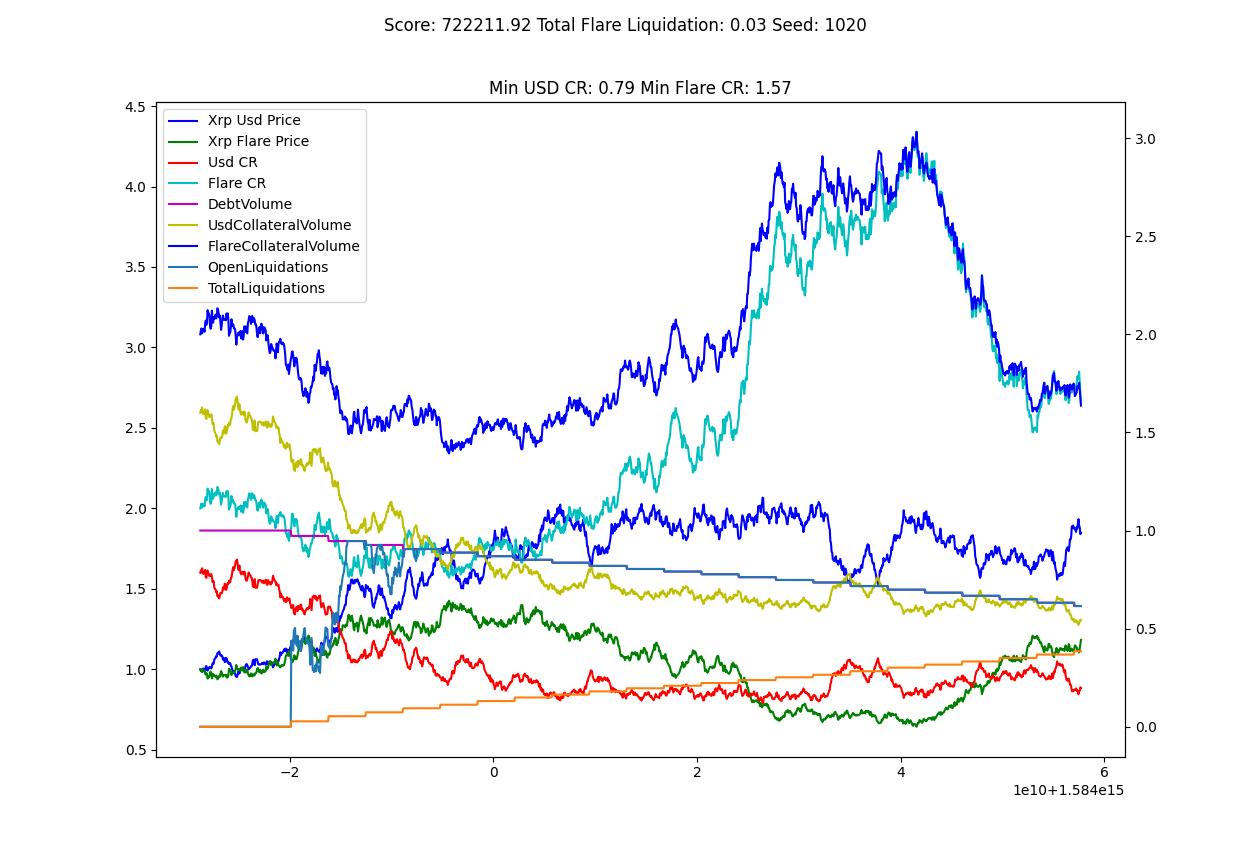 Score: 722211.92 Total Flare Liquidation: 0.03 Seed: 1020
Min USD CR: 0.79 Min Flare CR: 1.57
Xrp Usd Price
Xrp Flare Price
Usd CR
Flare CR
DebtVolume
UsdCollateralVolume
FlareCollateralVolume
OpenLiquidations
TotalLiquidations
4.5
4.0
3.5
3.0
2.5
2.0
1.5
1.0
0.5
3.0
2.5
2.0
1.5
1.0
0.5
0.0
−2 0 2 4 6
1e10+1.584e15